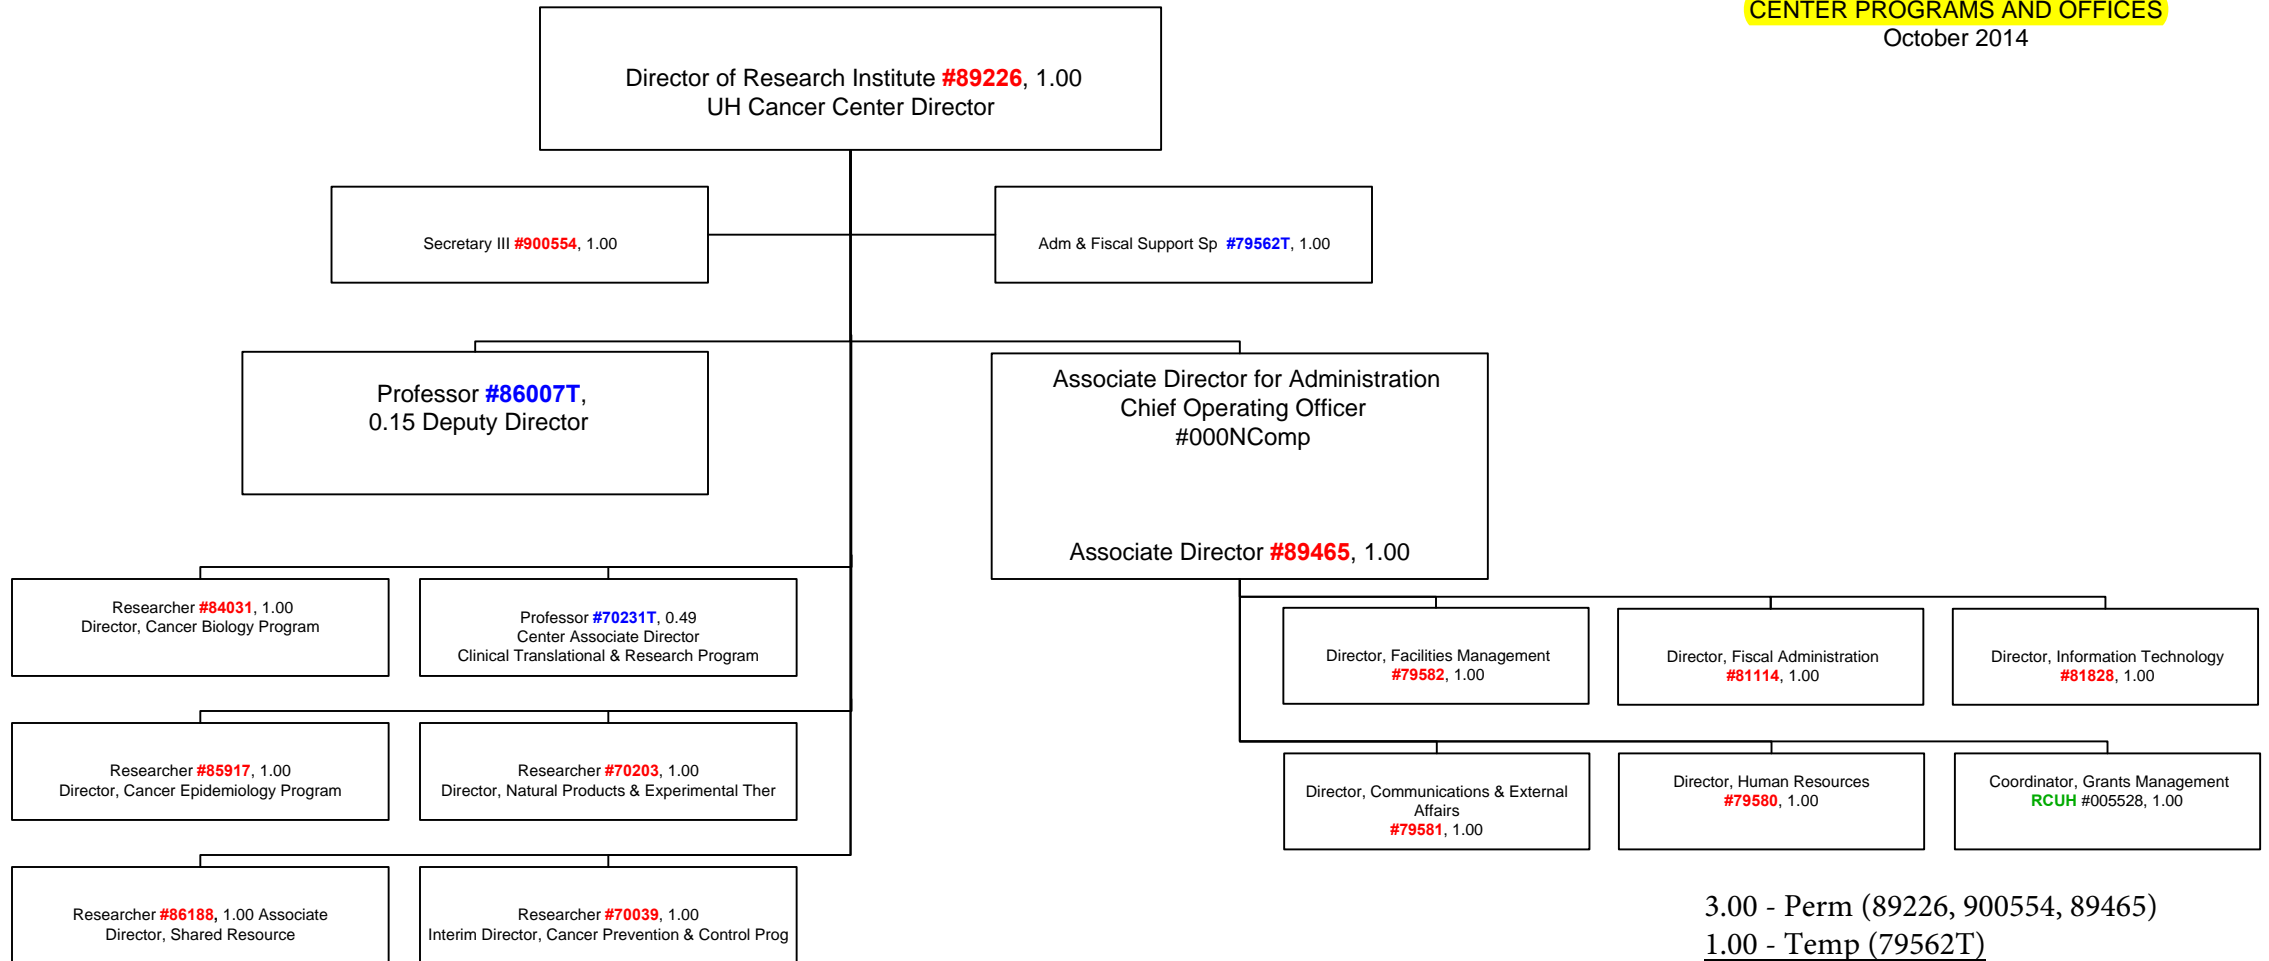 CENTER PROGRAMS AND OFFICES
October 2014
Director of Research Institute #89226, 1.00
UH Cancer Center Director
Secretary III #900554, 1.00
Adm & Fiscal Support Sp #79562T, 1.00
Professor #86007T,
0.15 Deputy Director
Associate Director for Administration
Chief Operating Officer
#000NComp
Associate Director #89465, 1.00
Researcher #84031, 1.00
Director, Cancer Biology Program
Professor #70231T, 0.49
Center Associate Director
Clinical Translational & Research Program
Director, Facilities Management
#79582, 1.00
Director, Fiscal Administration
#81114, 1.00
Director, Information Technology
#81828, 1.00
Researcher #85917, 1.00
Director, Cancer Epidemiology Program
Researcher #70203, 1.00
Director, Natural Products & Experimental Ther
Director, Communications & External
Affairs
#79581, 1.00
Director, Human Resources
#79580, 1.00
Coordinator, Grants Management
RCUH #005528, 1.00
Researcher #86188, 1.00 Associate
Director, Shared Resource
Researcher #70039, 1.00
Interim Director, Cancer Prevention & Control Prog
3.00 - Perm (89226, 900554, 89465)
1.00 - Temp (79562T)